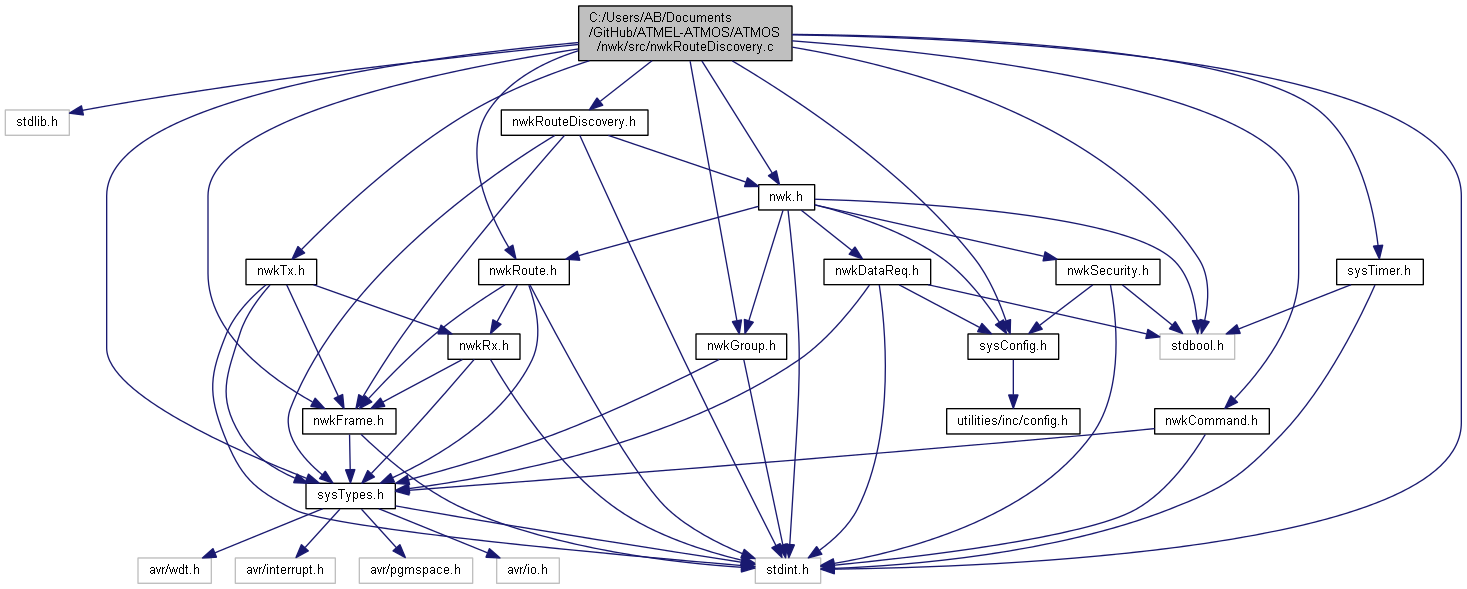 C:/Users/AB/Documents
/GitHub/ATMEL-ATMOS/ATMOS
/nwk/src/nwkRouteDiscovery.c
stdlib.h
nwkRouteDiscovery.h
nwk.h
nwkTx.h
nwkRoute.h
nwkDataReq.h
nwkSecurity.h
sysTimer.h
nwkRx.h
nwkGroup.h
sysConfig.h
stdbool.h
nwkFrame.h
utilities/inc/config.h
nwkCommand.h
sysTypes.h
avr/wdt.h
avr/interrupt.h
avr/pgmspace.h
avr/io.h
stdint.h